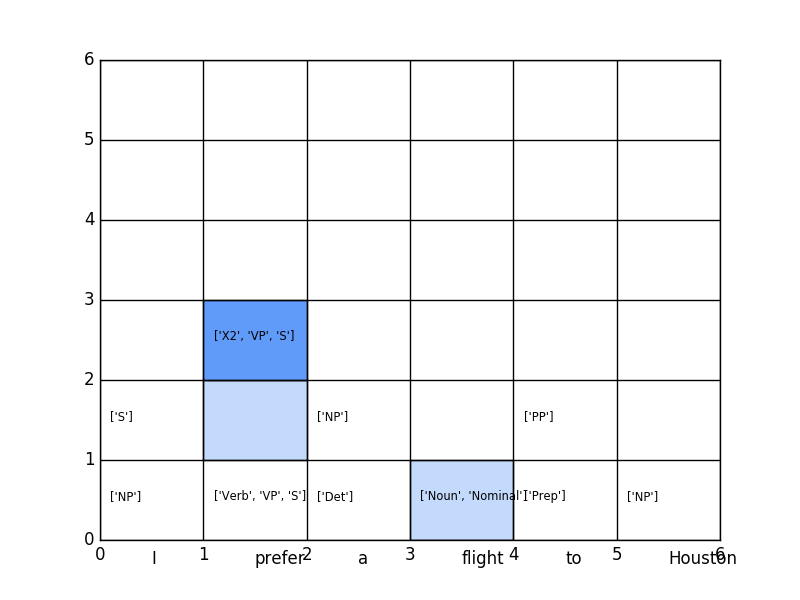 6
5
4
3
['X2', 'VP', 'S']
2
['S'] ['NP'] ['PP']
1
['NP'] ['Verb', 'VP', 'S'] ['Det'] ['Noun', 'Nominal'] ['Prep'] ['NP']
0
0 1 2 3 4 5 6
I prefer a flight to Houston